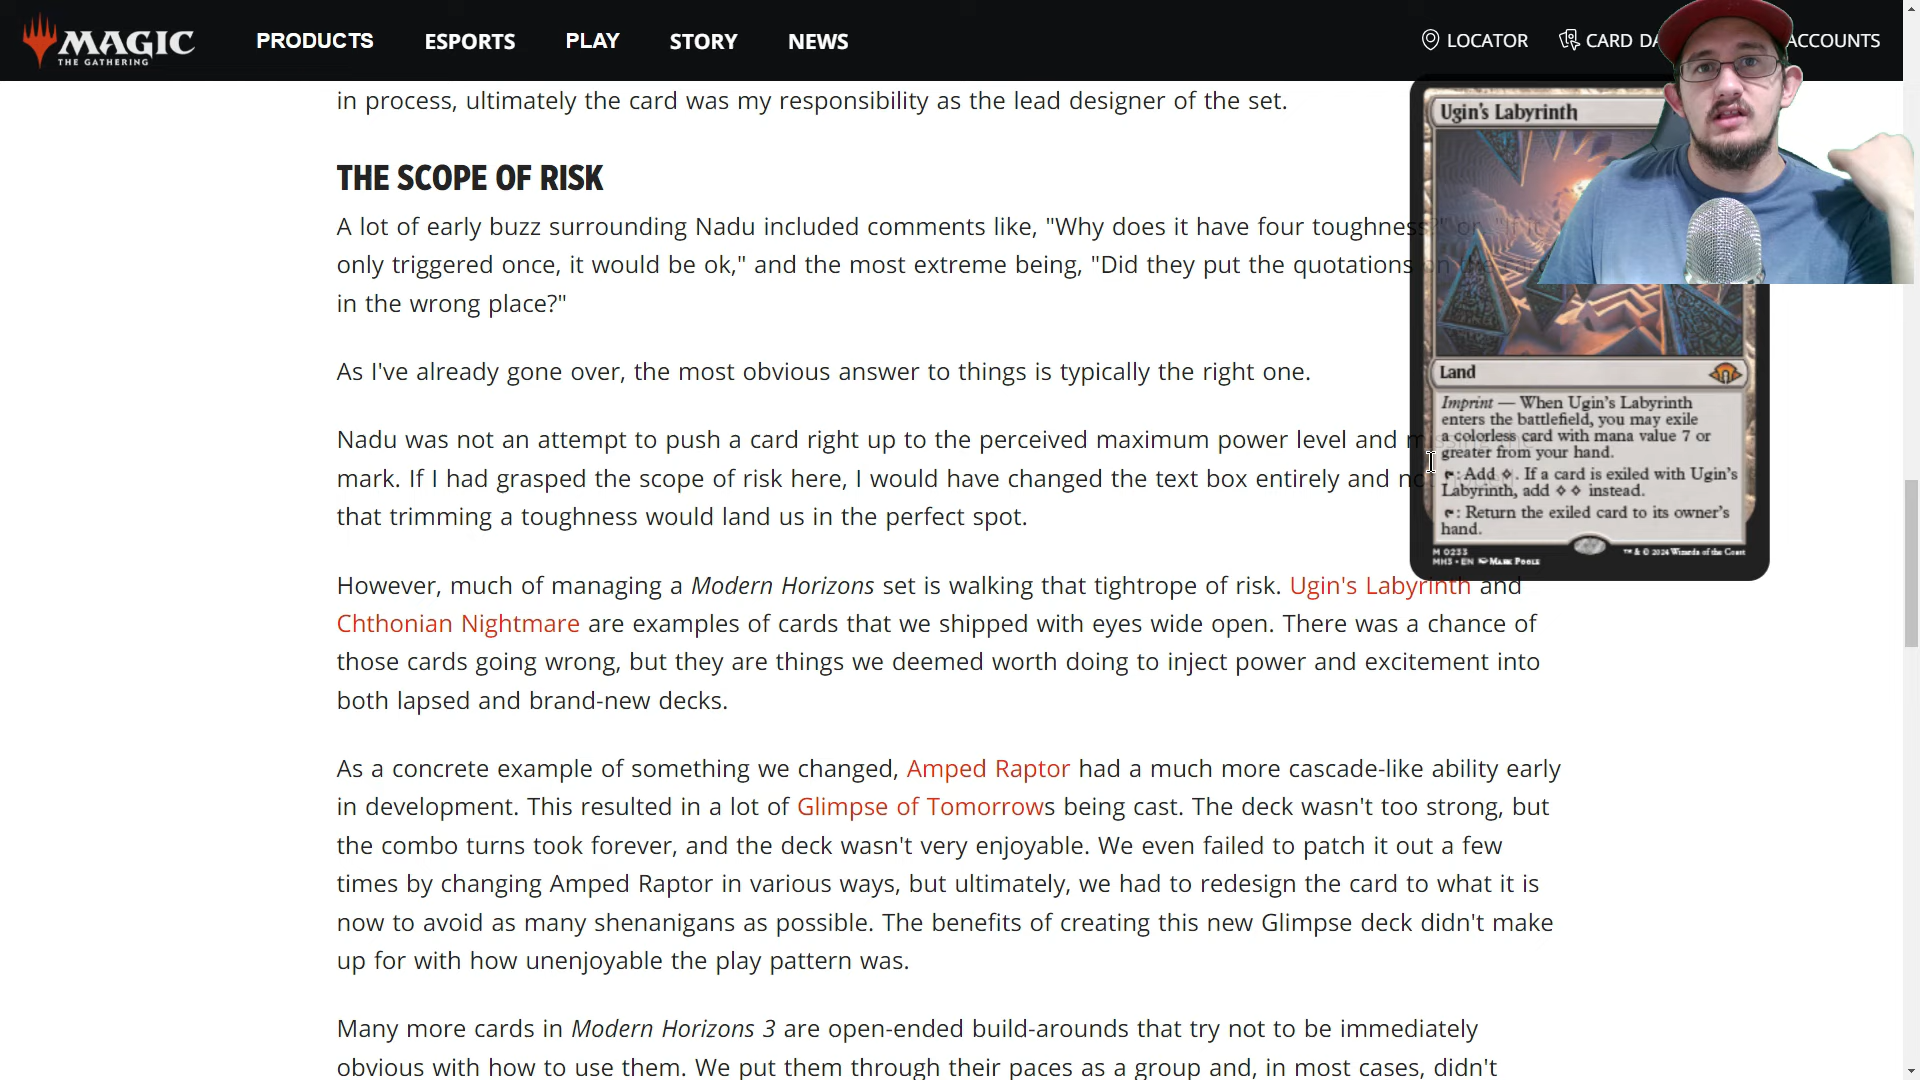 MAGIC
THE GATHERING
PRODUCTS
ESPORTS
PLAY
STORY
NEWS
LOCATOR
CARD DA
ACCOUNTS
in process, ultimately the card was my responsibility as the lead designer of the set.
THE SCOPE OF RISK
A lot of early buzz surrounding Nadu included comments like, "Why does it have four toughness?" or, "If it
only triggered once, it would be ok," and the most extreme being, "Did they put the quotations on the
in the wrong place?"
As I've already gone over, the most obvious answer to things is typically the right one.
Nadu was not an attempt to push a card right up to the perceived maximum power level and missing the
mark. If I had grasped the scope of risk here, I would have changed the text box entirely and
that trimming a toughness would land us in the perfect spot.
However, much of managing a Modern Horizons set is walking that tightrope of risk. Ugin's Labyrinth and
Chthonian Nightmare are examples of cards that we shipped with eyes wide open. There was a chance of
those cards going wrong, but they are things we deemed worth doing to inject power and excitement into
both lapsed and brand-new decks.
As a concrete example of something we changed, Amped Raptor had a much more cascade-like ability early
in development. This resulted in a lot of Glimpse of Tomorrows being cast. The deck wasn't too strong, but
the combo turns took forever, and the deck wasn't very enjoyable. We even failed to patch it out a few
times by changing Amped Raptor in various ways, but ultimately, we had to redesign the card to what it is
now to avoid as many shenanigans as possible. The benefits of creating this new Glimpse deck didn't make
up for with how unenjoyable the play pattern was.
Many more cards in Modern Horizons 3 are open-ended build-arounds that try not to be immediately
obvious with how to use them. We put them through their paces as a group and, in most cases, didn't
Ugin's Labyrinth
Land
Imprint — When Ugin's Labyrinth
enters the battlefield, you may exile
a colorless card with mana value 7 or
greater from your hand.
: Add . If a card is exiled with Ugin's
Labyrinth, add instead.
: Return the exiled card to its owner's
hand.
M 0233
MH3 • EN Mark Poole
™ & © 2024 Wizards of the Coast